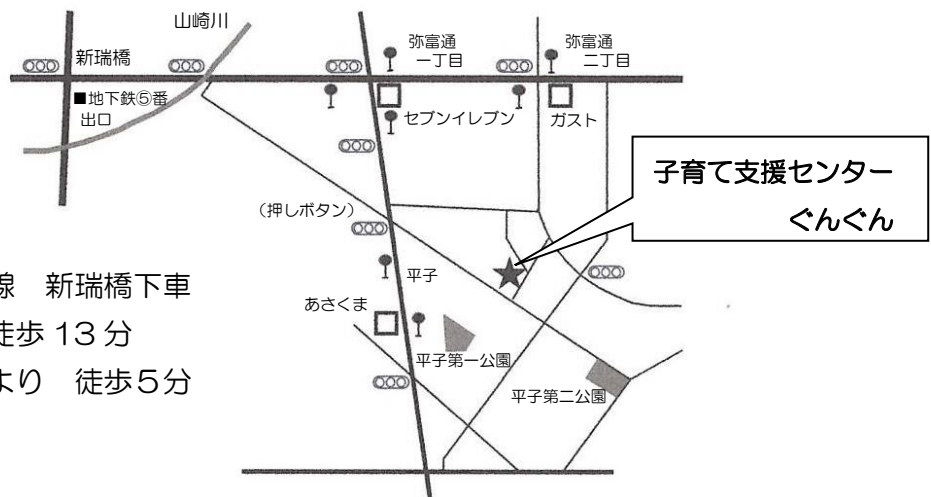 山崎川
新瑞橋
弥富通
一丁目
弥富通
二丁目
■地下鉄⑤番
出口
セブンイレブン
ガスト
子育て支援センター
ぐんぐん
（押しボタン）
線　新瑞橋下車
平子
徒歩 13 分
あさくま
より　徒歩５分
平子第一公園
平子第二公園